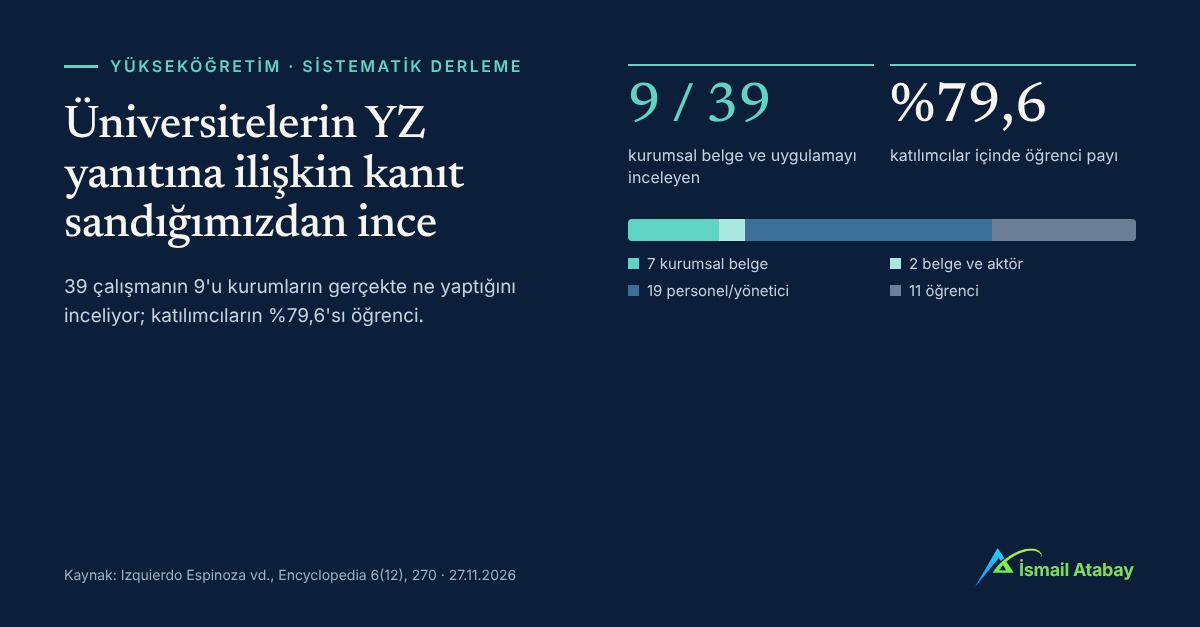 YÜKSEKÖĞRETİM · SİSTEMATİK DERLEME
Üniversitelerin YZ
yanıtına ilişkin kanıt
sandığımızdan ince
39 çalışmanın 9'u kurumların gerçekte ne yaptığını
inceliyor; katılımcıların %79,6'sı öğrenci.
9 / 39
kurumsal belge ve uygulamayı
inceleyen
%79,6
katılımcılar içinde öğrenci payı
7 kurumsal belge
2 belge ve aktör
19 personel/yönetici
11 öğrenci
Kaynak: Izquierdo Espinoza vd., Encyclopedia 6(12), 270 · 27.11.2026
İsmail Atabay